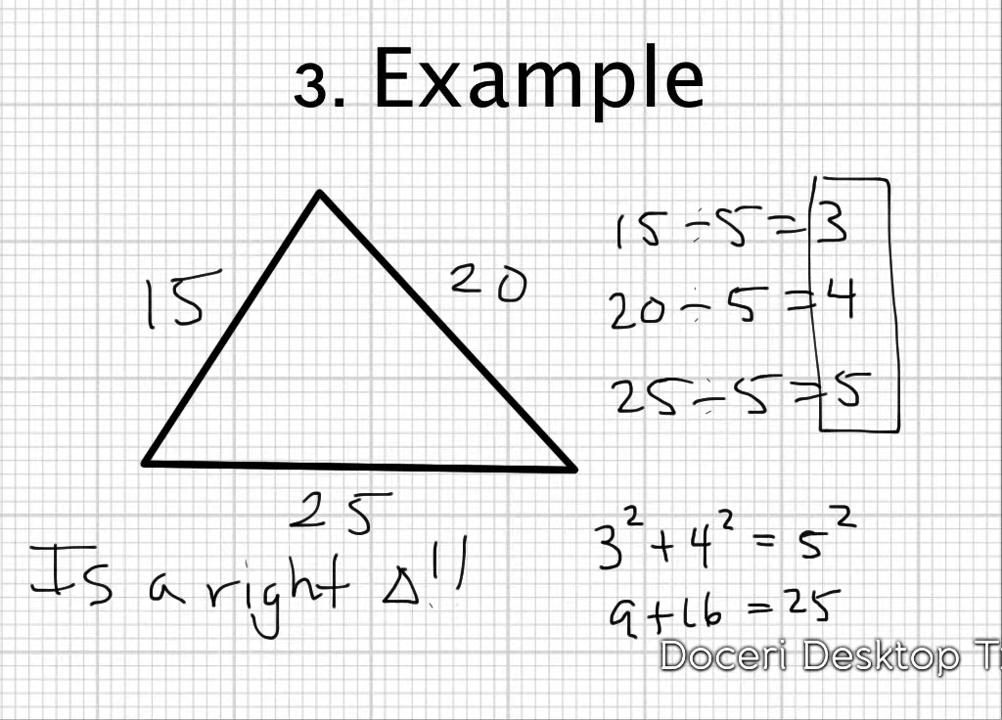 3. Example
15
20
25
15÷5=3
20÷5=4
25÷5=5
3²+4²=5²
9+16=25
Is a right Δ!!
Doceri Desktop T